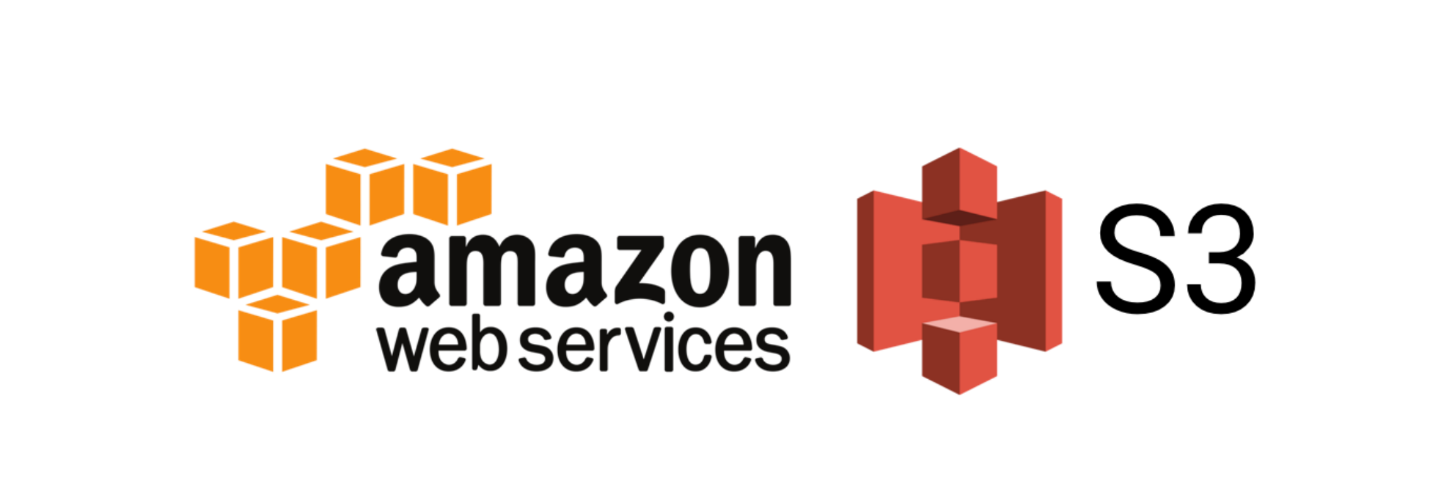 amazon
web services
S3